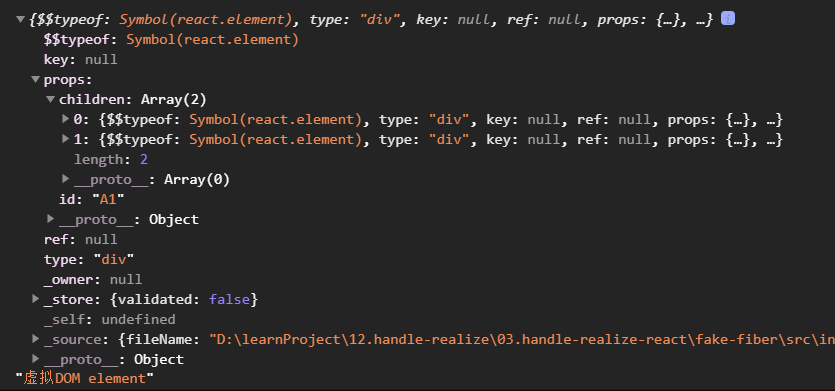 {$$typeof: Symbol(react.element), type: "div", key: null, ref: null, props: {…}, …} i
$$typeof: Symbol(react.element)
key: null
props:
children: Array(2)
0: {$$typeof: Symbol(react.element), type: "div", key: null, ref: null, props: {…}, …}
1: {$$typeof: Symbol(react.element), type: "div", key: null, ref: null, props: {…}, …}
length: 2
__proto__: Array(0)
id: "A1"
__proto__: Object
ref: null
type: "div"
_owner: null
_store: {validated: false}
_self: undefined
_source: {fileName: "D:\learnProject\12.handle-realize\03.handle-realize-react\fake-fiber\src\in
__proto__: Object
"虚拟DOM element"